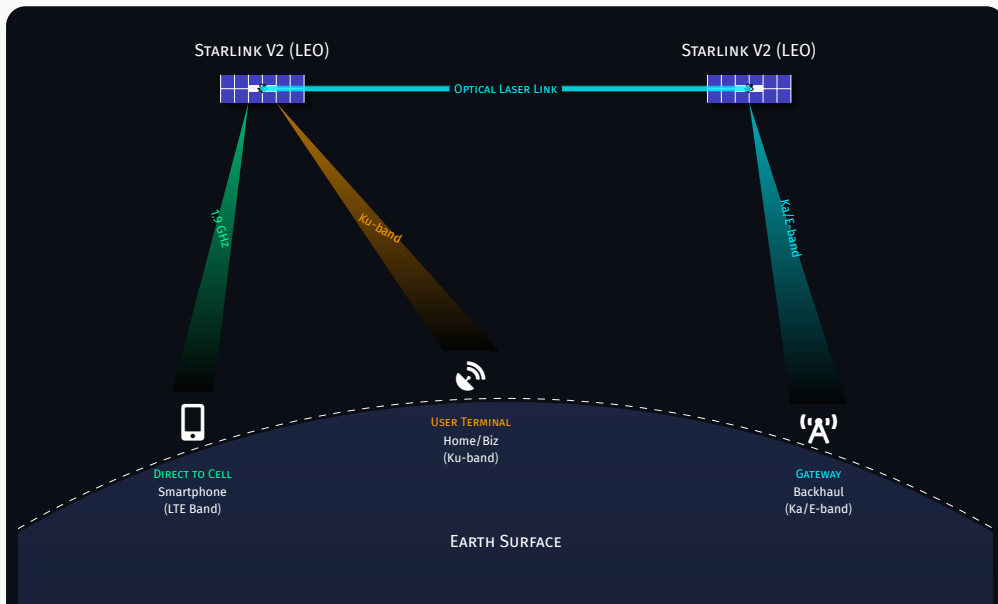 Starlink V2 (LEO)
Starlink V2 (LEO)
Optical Laser Link
1.9 GHz
Ku-band
Ka/E-band
User Terminal
Home/Biz
(Ku-band)
Direct to Cell
Smartphone
(LTE Band)
Gateway
Backhaul
(Ka/E-band)
Earth Surface